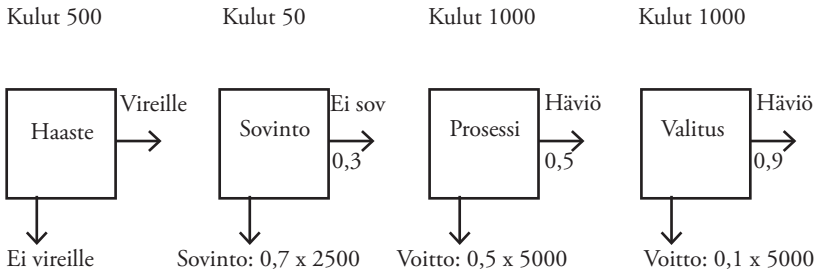 Kulut 500 Kulut 50 Kulut 1000 Kulut 1000
Vireille Ei sov Häviö Häviö
Haaste Sovinto Prosessi Valitus
0,3 0,5 0,9
Ei vireille Sovinto: 0,7 x 2500 Voitto: 0,5 x 5000 Voitto: 0,1 x 5000